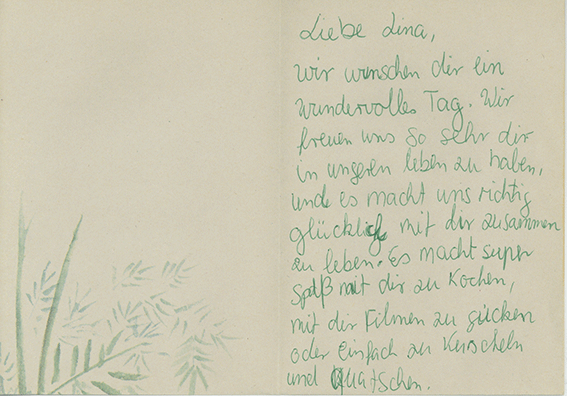 Liebe Lina,
wir wunschen dir ein
wundervolles Tag. Wir
freuen uns so sehr dir
in unseren leben zu haben,
und es macht uns richtig
glücklich mit dir zusammen
zu leben. Es macht super
Spaß mit dir zu Kochen,
mit dir Filmen zu gücken
oder einfach zu Kuscheln
und Quatschen.